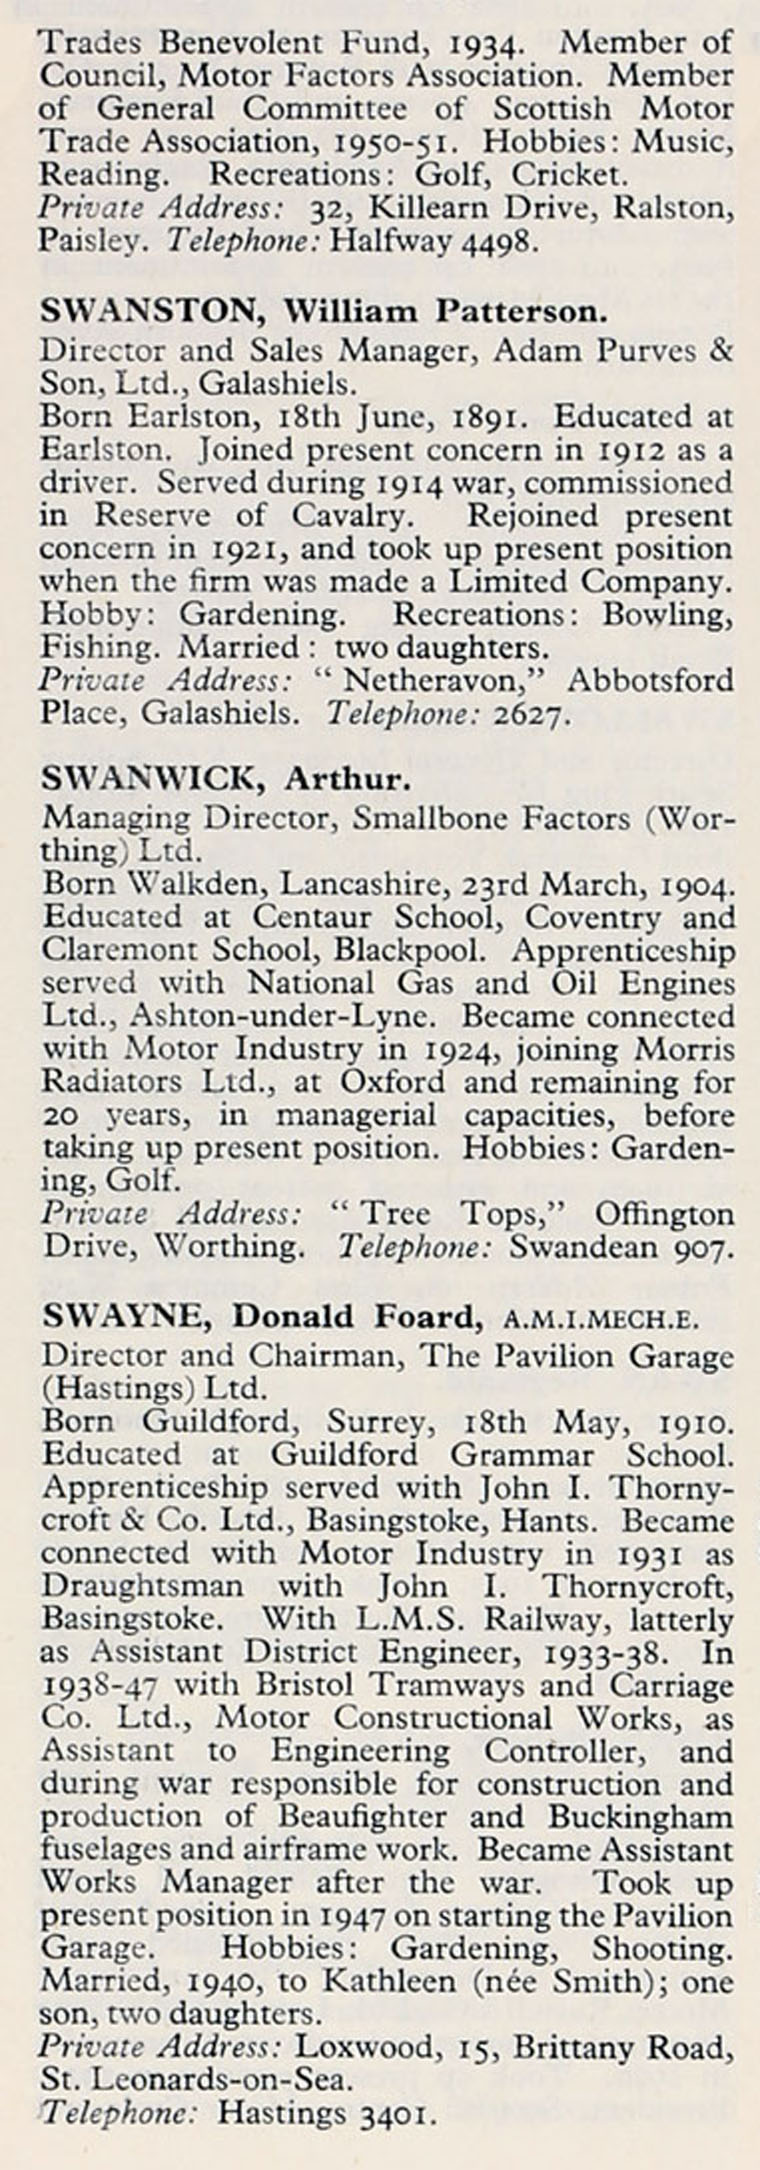 Trades Benevolent Fund, 1934. Member of
Council, Motor Factors Association. Member
of General Committee of Scottish Motor
Trade Association, 1950-51. Hobbies: Music,
Reading. Recreations: Golf, Cricket.
Private Address: 32, Killearn Drive, Ralston,
Paisley. Telephone: Halfway 4498.
SWANSTON, William Patterson.
Director and Sales Manager, Adam Purves &
Son, Ltd., Galashiels.
Born Earlston, 18th June, 1891. Educated at
Earlston. Joined present concern in 1912 as a
driver. Served during 1914 war, commissioned
in Reserve of Cavalry. Rejoined present
concern in 1921, and took up present position
when the firm was made a Limited Company.
Hobby: Gardening. Recreations: Bowling,
Fishing. Married: two daughters.
Private Address: "Netheravon," Abbotsford
Place, Galashiels. Telephone: 2627.
SWANWICK, Arthur.
Managing Director, Smallbone Factors (Wor-
thing) Ltd.
Born Walkden, Lancashire, 23rd March, 1904.
Educated at Centaur School, Coventry and
Claremont School, Blackpool. Apprenticeship
served with National Gas and Oil Engines
Ltd., Ashton-under-Lyne. Became connected
with Motor Industry in 1924, joining Morris
Radiators Ltd., at Oxford and remaining for
20 years, in managerial capacities, before
taking up present position. Hobbies: Garden-
ing, Golf.
Private Address: "Tree Tops," Offington
Drive, Worthing. Telephone: Swandean 907.
SWAYNE, Donald Foard, A.M.I.MECH.E.
Director and Chairman, The Pavilion Garage
(Hastings) Ltd.
Born Guildford, Surrey, 18th May, 1910.
Educated at Guildford Grammar School.
Apprenticeship served with John I. Thorny-
croft & Co. Ltd., Basingstoke, Hants. Became
connected with Motor Industry in 1931 as
Draughtsman with John I. Thornycroft,
Basingstoke. With L.M.S. Railway, latterly
as Assistant District Engineer, 1933-38. In
1938-47 with Bristol Tramways and Carriage
Co. Ltd., Motor Constructional Works, as
Assistant to Engineering Controller, and
during war responsible for construction and
production of Beaufighter and Buckingham
fuselages and airframe work. Became Assistant
Works Manager after the war. Took up
present position in 1947 on starting the Pavilion
Garage. Hobbies: Gardening, Shooting.
Married, 1940, to Kathleen (née Smith); one
son, two daughters.
Private Address: Loxwood, 15, Brittany Road,
St. Leonards-on-Sea.
Telephone: Hastings 3401.